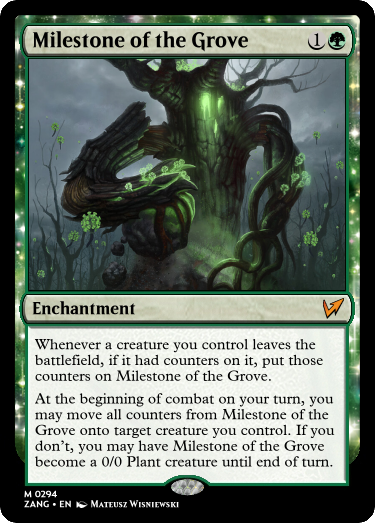 Milestone of the Grove 1
Enchantment
Whenever a creature you control leaves the
battlefield, if it had counters on it, put those
counters on Milestone of the Grove.
At the beginning of combat on your turn, you
may move all counters from Milestone of the
Grove onto target creature you control. If you
don't, you may have Milestone of the Grove
become a 0/0 Plant creature until end of turn.
M 0294
ZANG • EN Mateusz Wisniewski